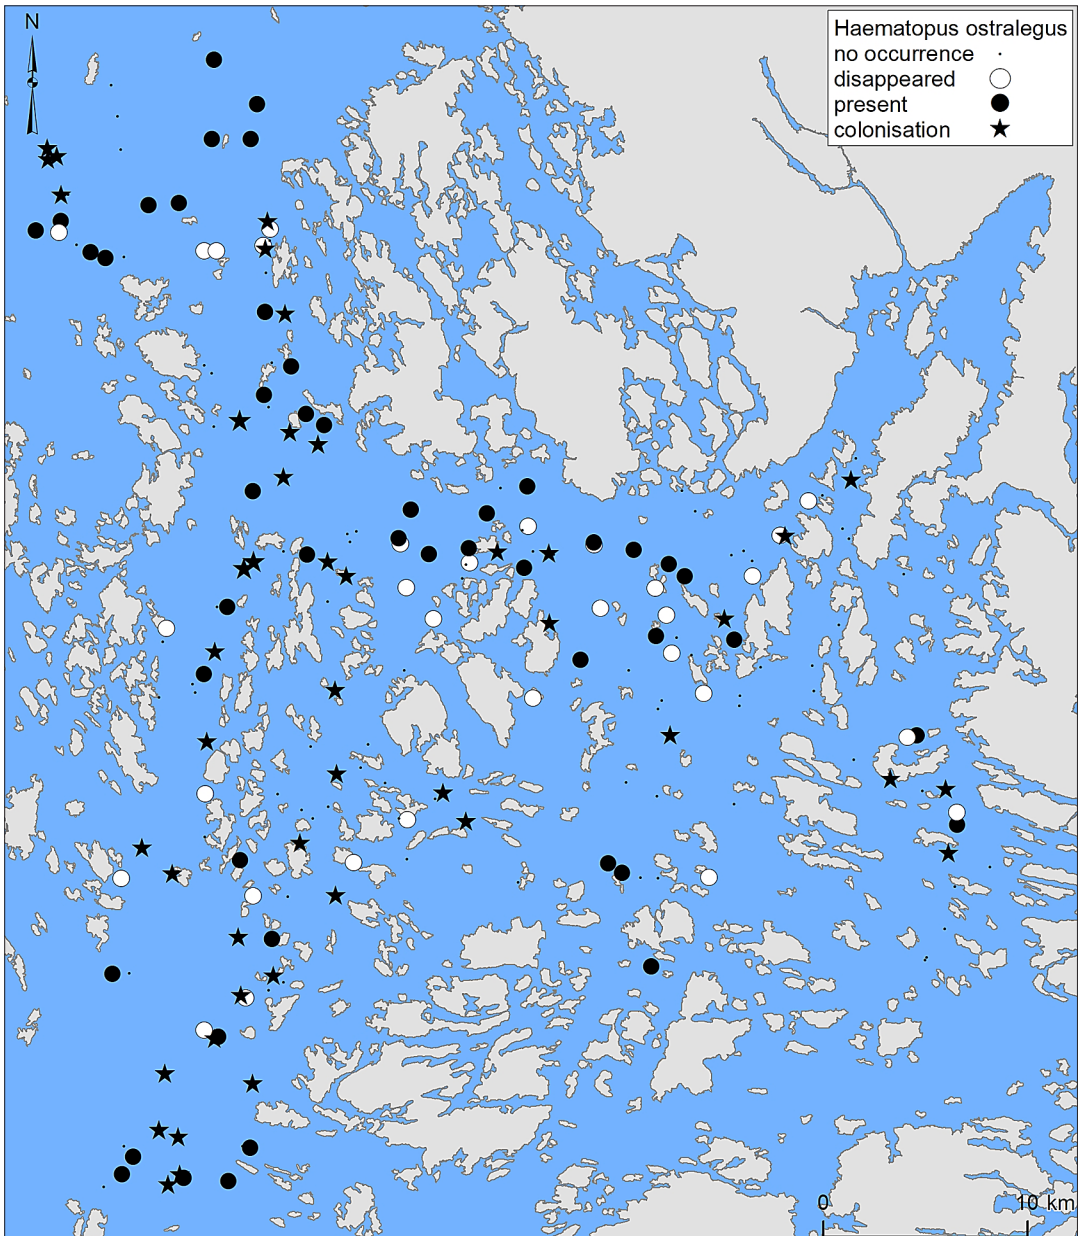 N
Haematopus ostralegus
no occurrence
disappeared
present
colonisation
0 10 km